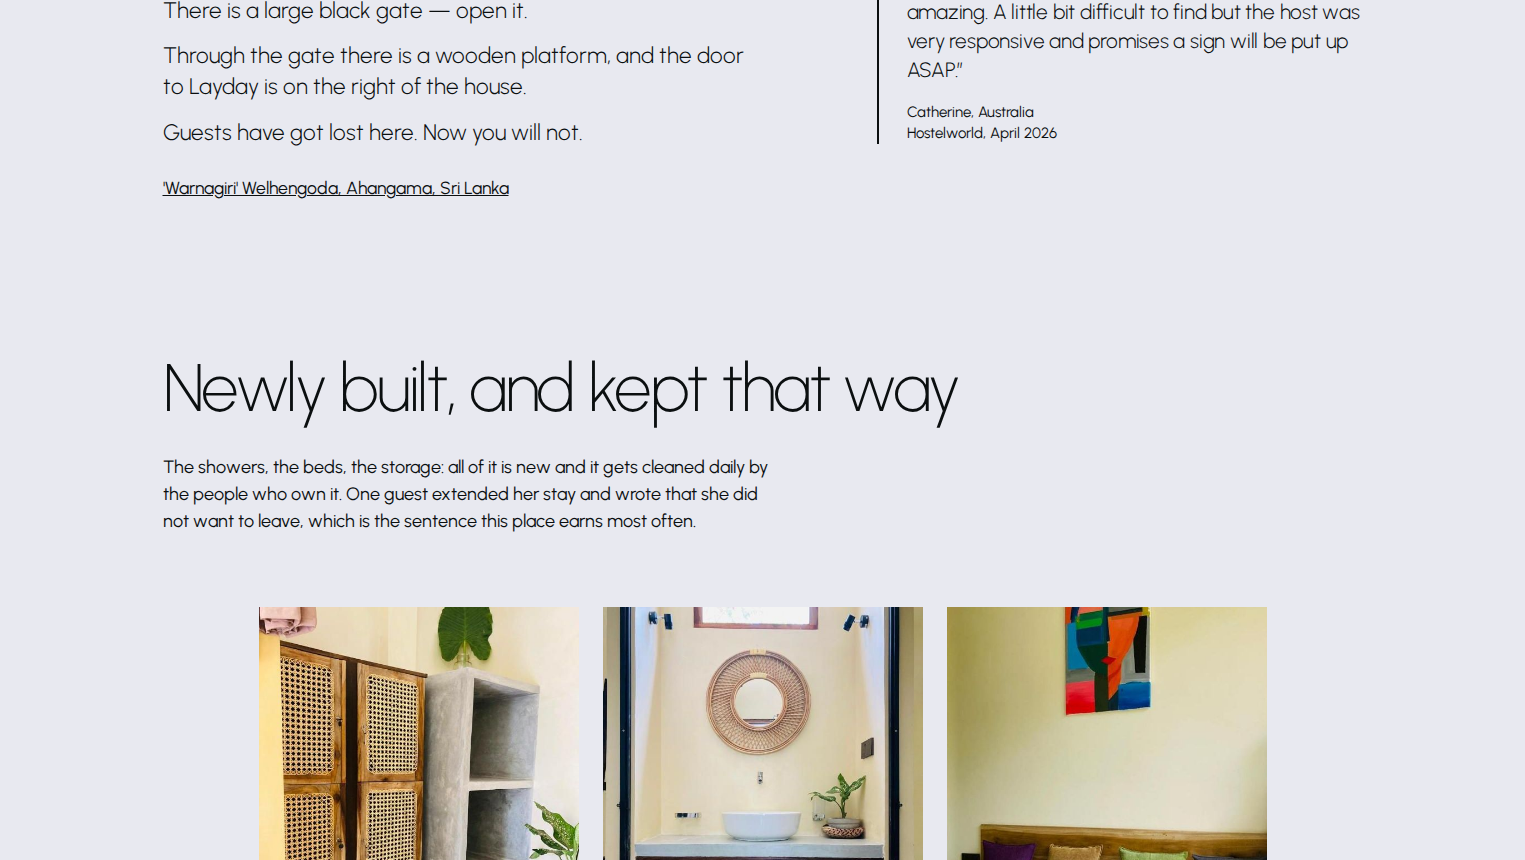 There is a large black gate — open it.
Through the gate there is a wooden platform, and the door
to Layday is on the right of the house.
Guests have got lost here. Now you will not.
'Warnagiri' Welhengoda, Ahangama, Sri Lanka
amazing. A little bit difficult to find but the host was
very responsive and promises a sign will be put up
ASAP.”
Catherine, Australia
Hostelworld, April 2026
Newly built, and kept that way
The showers, the beds, the storage: all of it is new and it gets cleaned daily by
the people who own it. One guest extended her stay and wrote that she did
not want to leave, which is the sentence this place earns most often.